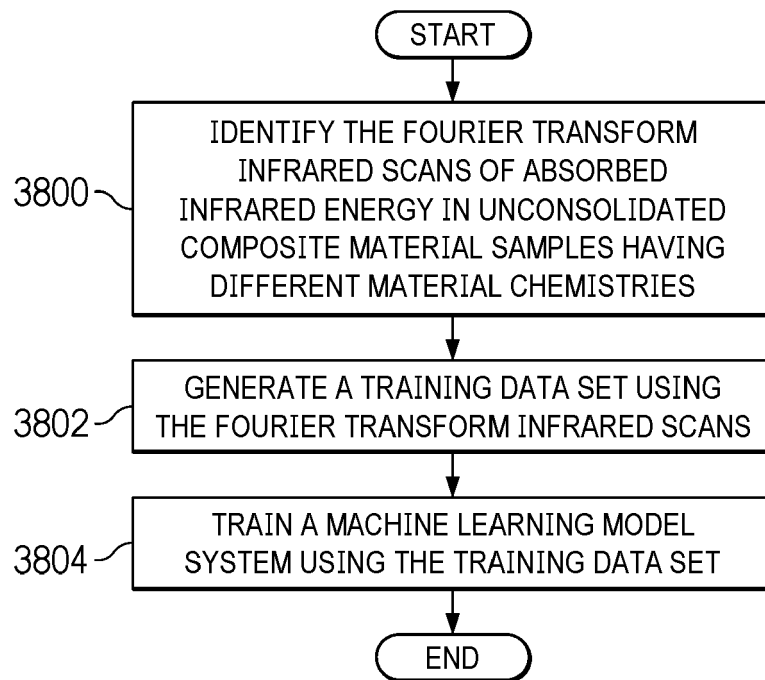 START
3800
IDENTIFY THE FOURIER TRANSFORM
INFRARED SCANS OF ABSORBED
INFRARED ENERGY IN UNCONSOLIDATED
COMPOSITE MATERIAL SAMPLES HAVING
DIFFERENT MATERIAL CHEMISTRIES
3802
GENERATE A TRAINING DATA SET USING
THE FOURIER TRANSFORM INFRARED SCANS
3804
TRAIN A MACHINE LEARNING MODEL
SYSTEM USING THE TRAINING DATA SET
END